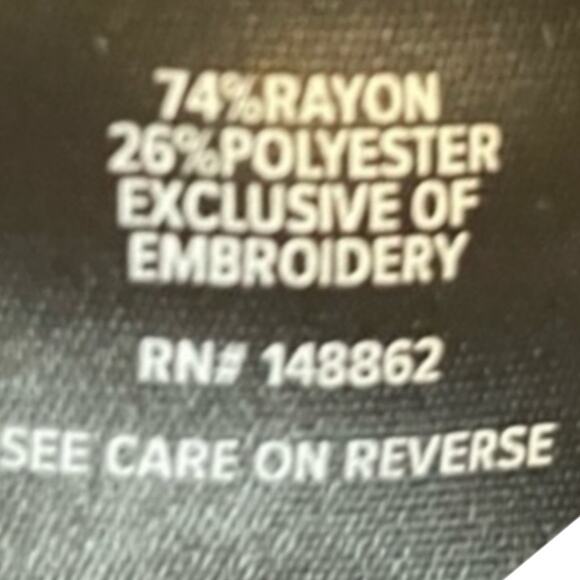 74%RAYON
26%POLYESTER
EXCLUSIVE OF
EMBROIDERY
RN# 148862
SEE CARE ON REVERSE